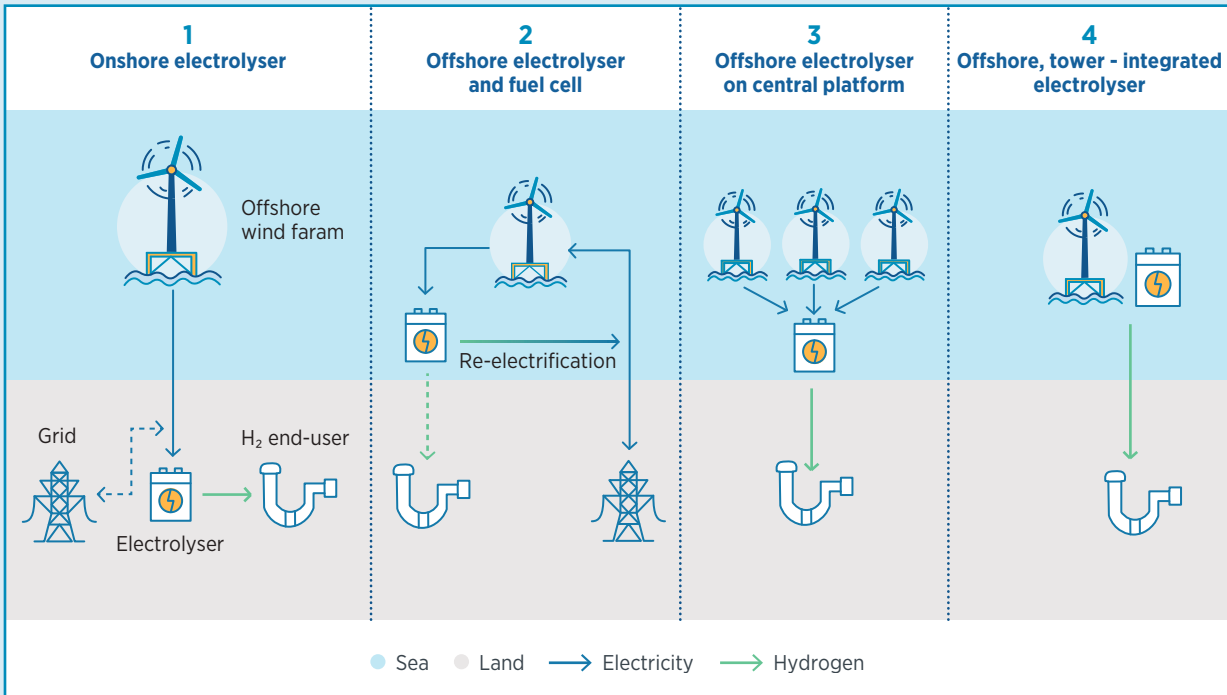 1
Onshore electrolyser
2
Offshore electrolyser
and fuel cell
3
Offshore electrolyser
on central platform
4
Offshore, tower - integrated
electrolyser
Offshore
wind faram
Re-electrification
Grid
H₂ end-user
Electrolyser
Sea
Land
Electricity
Hydrogen